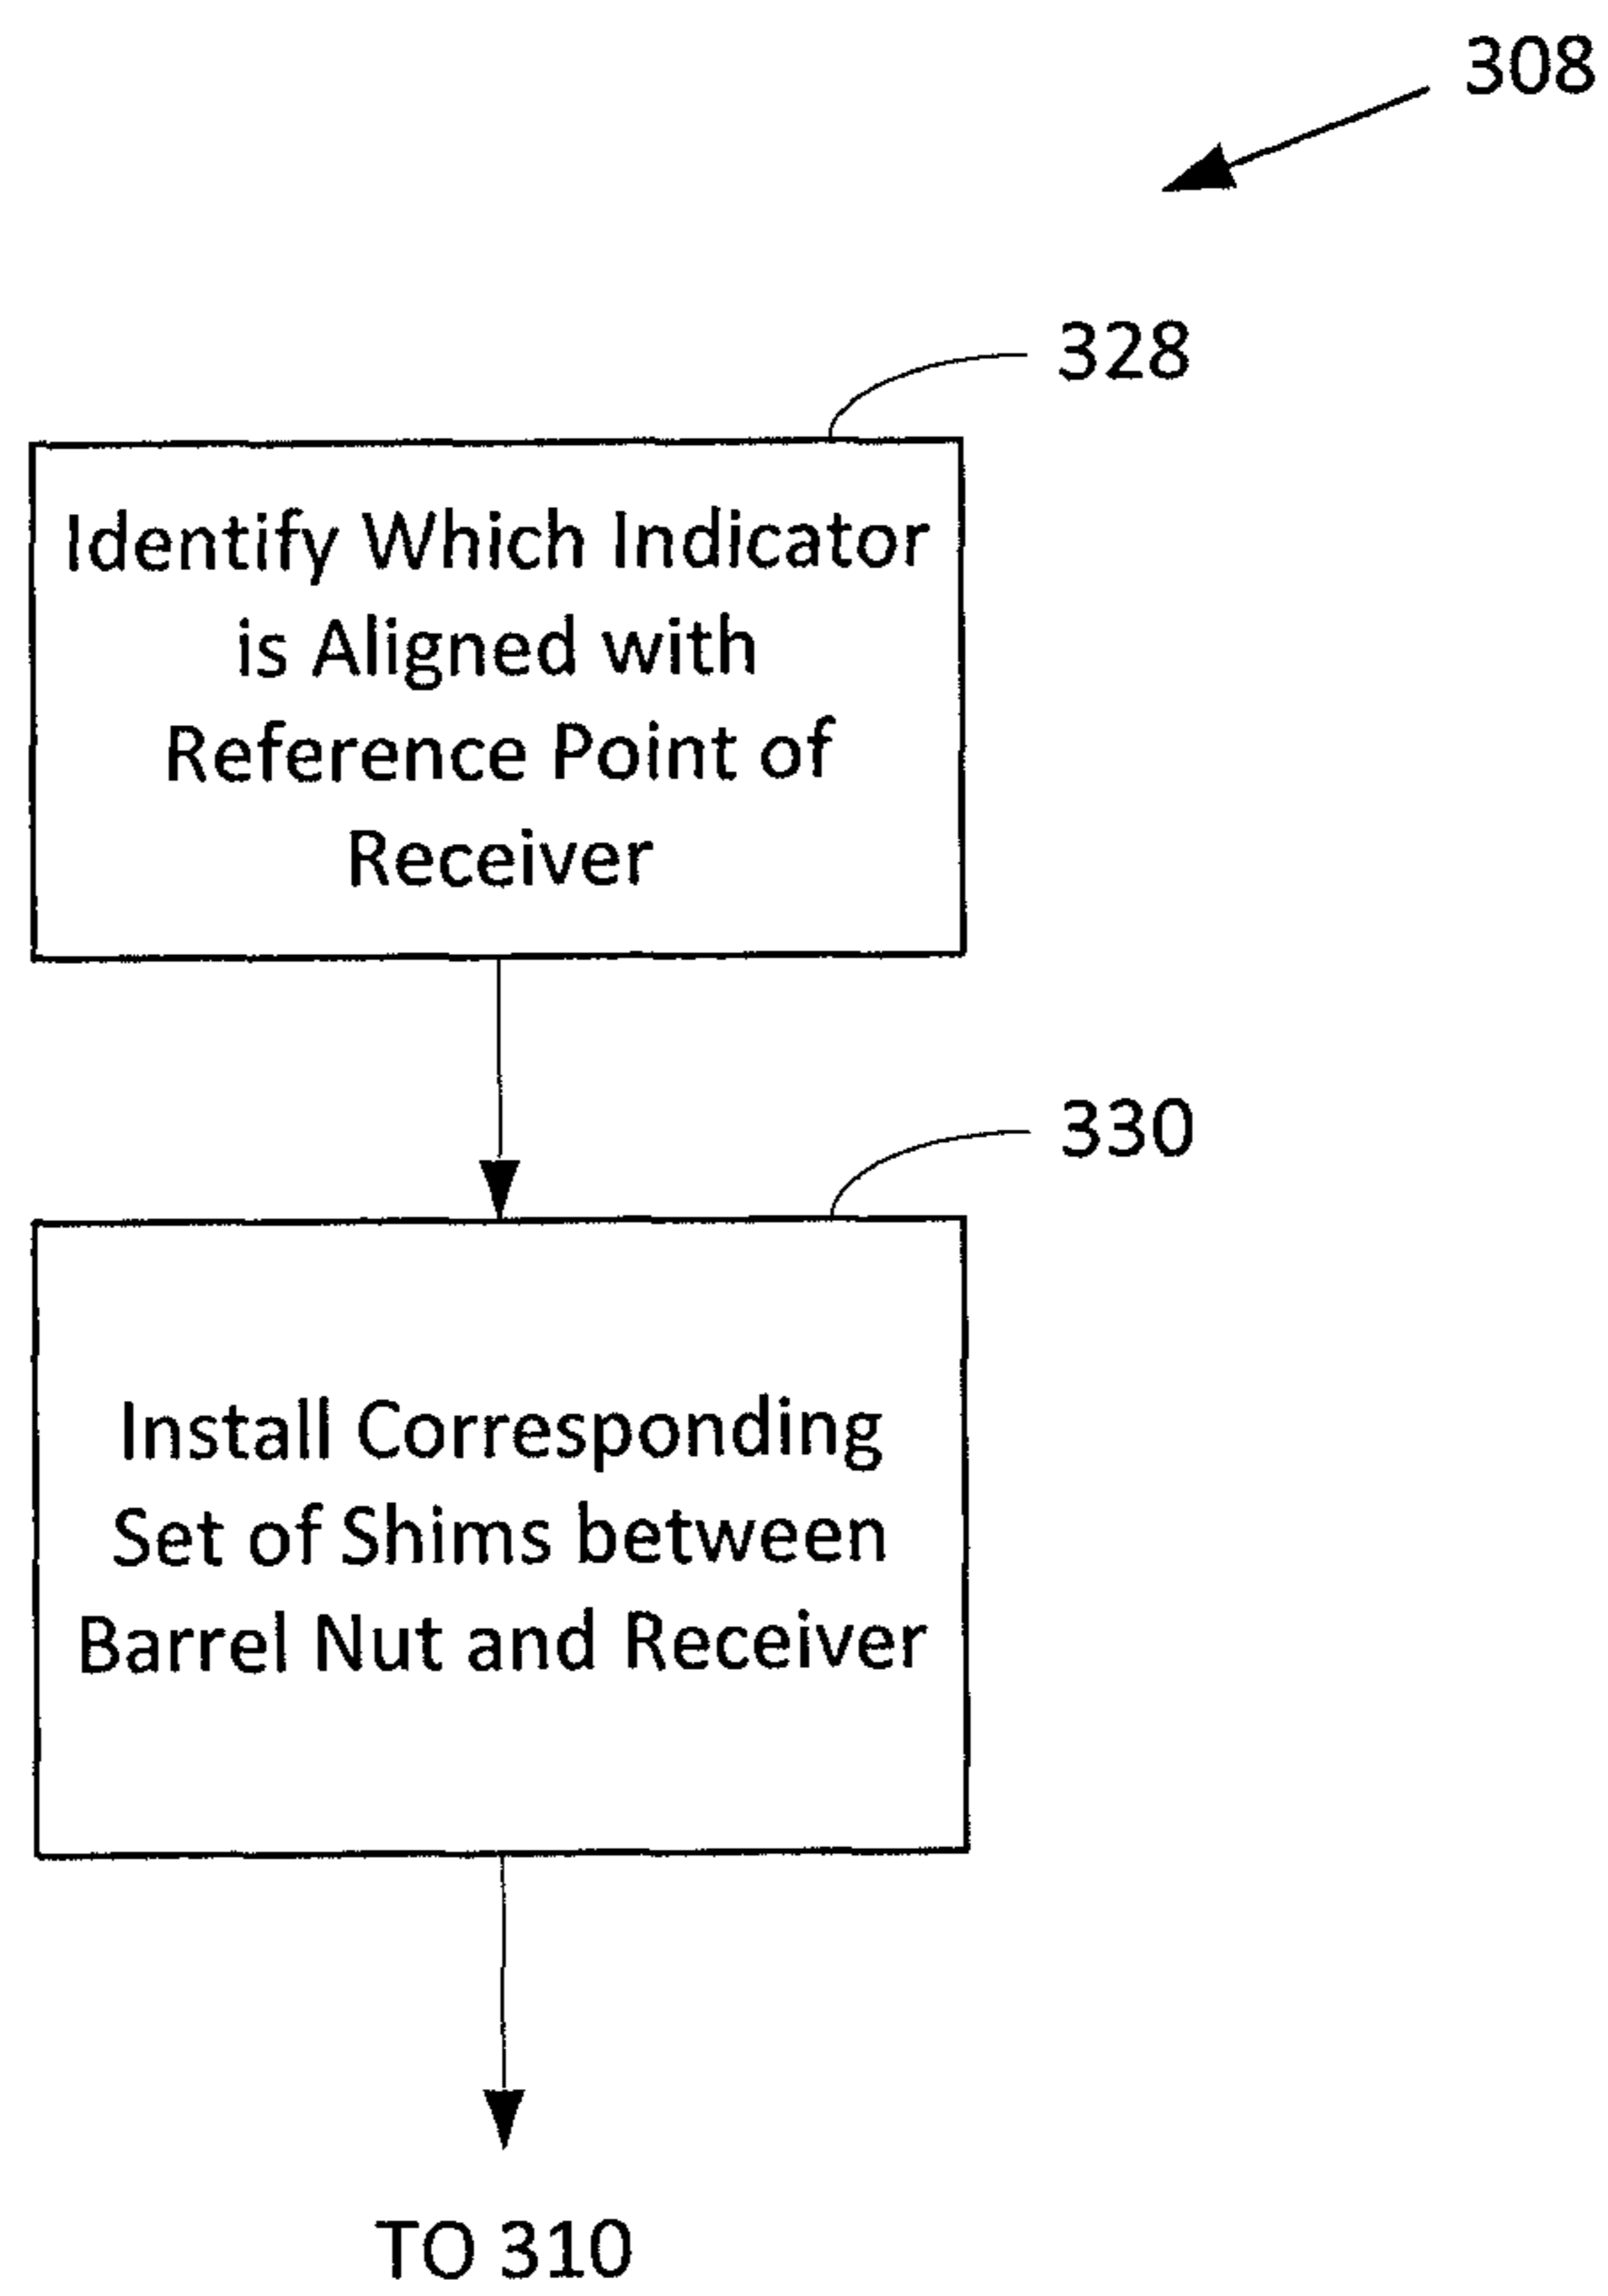 308
328
Identify Which Indicator
is Aligned with
Reference Point of
Receiver
330
Install Corresponding
Set of Shims between
Barrel Nut and Receiver
TO 310